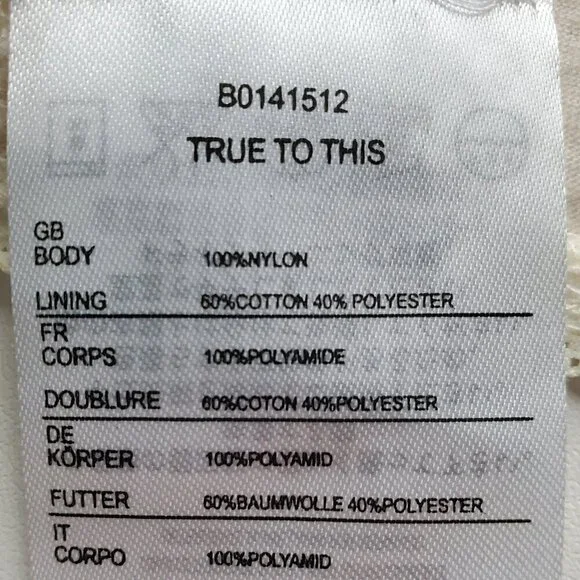 B0141512
TRUE TO THIS
GB
BODY 100%NYLON
LINING 60%COTTON 40% POLYESTER
FR
CORPS 100%POLYAMIDE
DOUBLURE 60%COTON 40%POLYESTER
DE
KÖRPER 100%POLYAMID
FUTTER 60%BAUMWOLLE 40%POLYESTER
IT
CORPO 100%POLYAMID